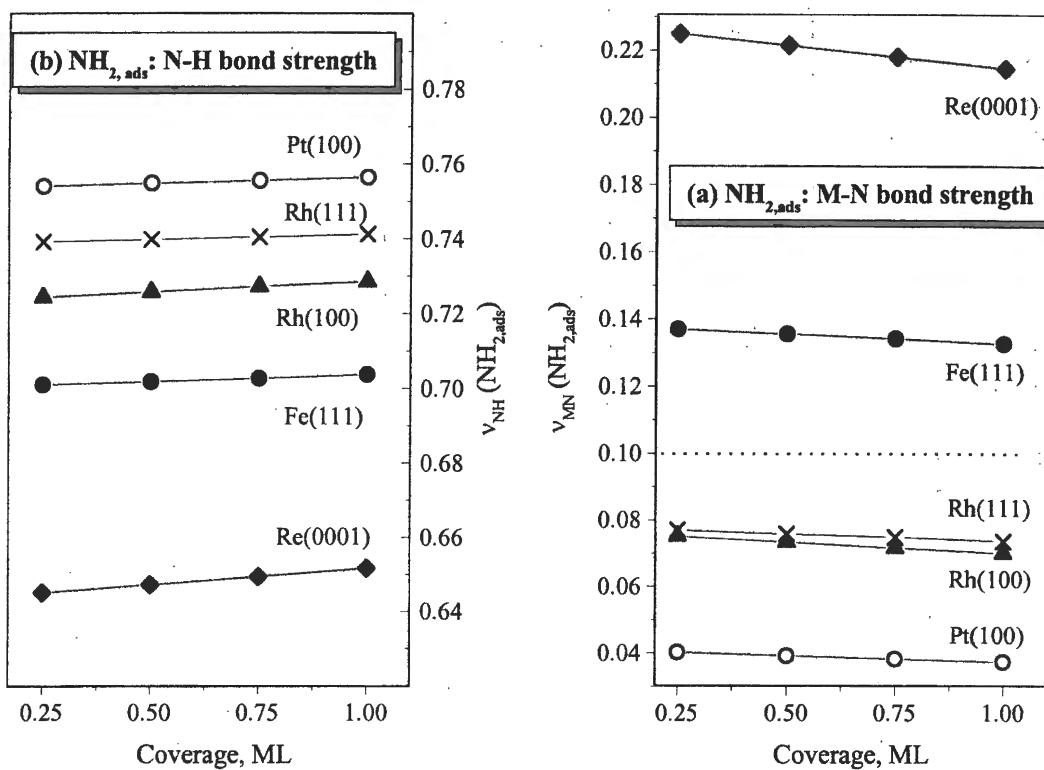 (b) NH2, ads: N-H bond strength
Pt(100)
Rh(111)
Rh(100)
Fe(111)
Re(0001)
0.78
0.76
0.74
0.72
0.70
0.68
0.66
0.64
νNH (NH2,ads)
0.25 0.50 0.75 1.00
Coverage, ML
(a) NH2,ads: M-N bond strength
Re(0001)
Fe(111)
Rh(111)
Rh(100)
Pt(100)
0.22
0.20
0.18
0.16
0.14
0.12
0.10
0.08
0.06
0.04
νMN (NH2,ads)
0.25 0.50 0.75 1.00
Coverage, ML